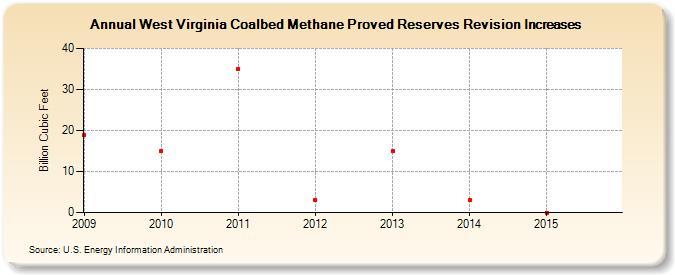 Annual West Virginia Coalbed Methane Proved Reserves Revision Increases
Billion Cubic Feet
40
30
20
10
0
2009 2010 2011 2012 2013 2014 2015
Source: U.S. Energy Information Administration